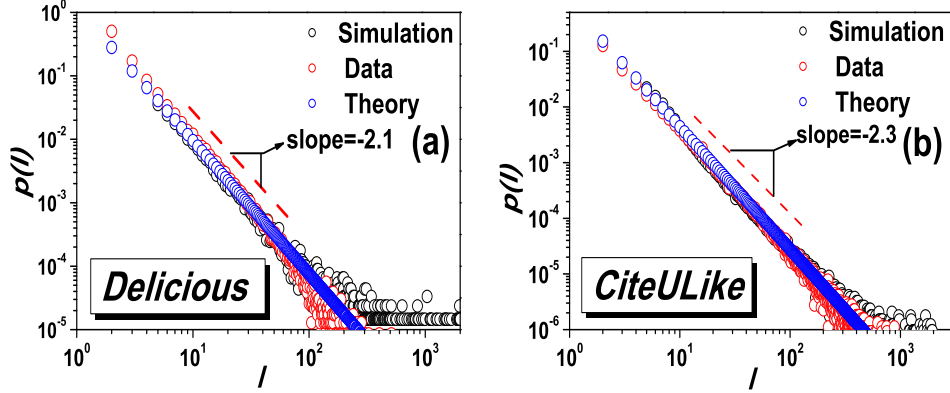 10^0
10^-1
10^-2
10^-3
10^-4
10^-5
p(l)
Simulation
Data
Theory
slope=-2.1
(a)
Delicious
10^0
10^1
10^2
10^3
l
10^-1
10^-2
10^-3
10^-4
10^-5
10^-6
p(l)
Simulation
Data
Theory
slope=-2.3
(b)
CiteULike
10^0
10^1
10^2
10^3
l